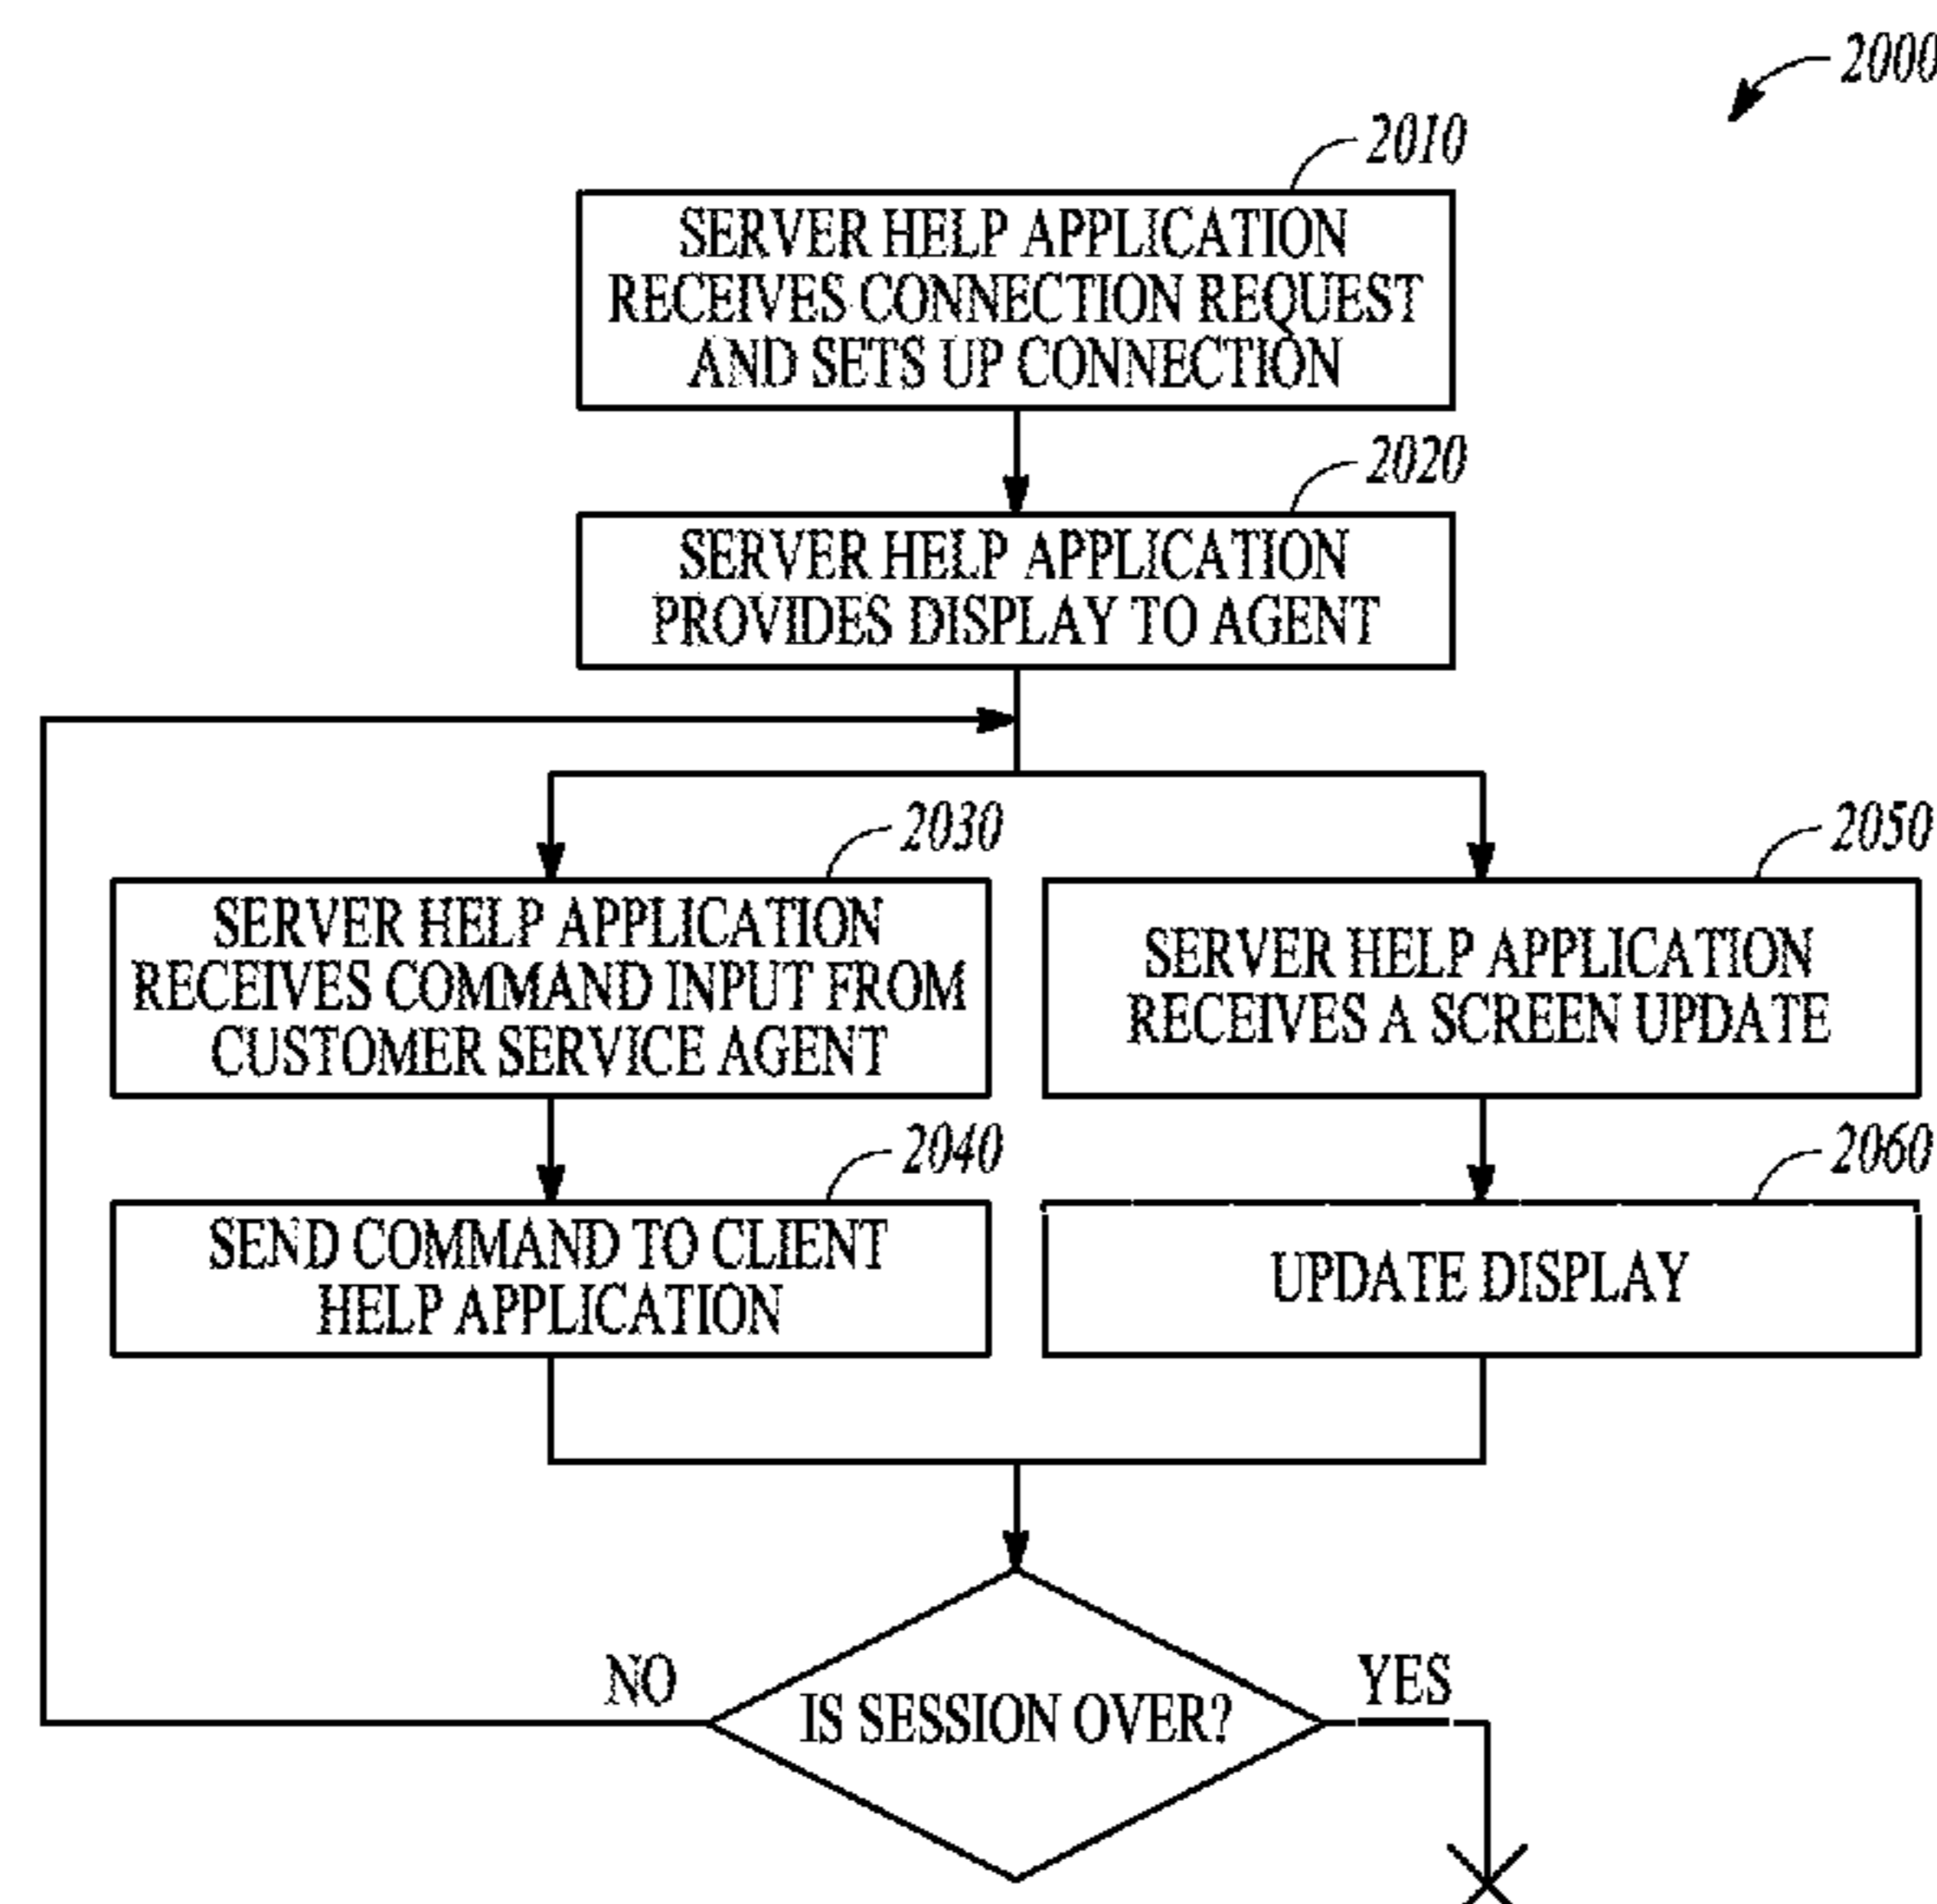 2000
2010
SERVER HELP APPLICATION
RECEIVES CONNECTION REQUEST
AND SETS UP CONNECTION
2020
SERVER HELP APPLICATION
PROVIDES DISPLAY TO AGENT
2030
SERVER HELP APPLICATION
RECEIVES COMMAND INPUT FROM
CUSTOMER SERVICE AGENT
2050
SERVER HELP APPLICATION
RECEIVES A SCREEN UPDATE
2040
SEND COMMAND TO CLIENT
HELP APPLICATION
2060
UPDATE DISPLAY
NO
IS SESSION OVER?
YES